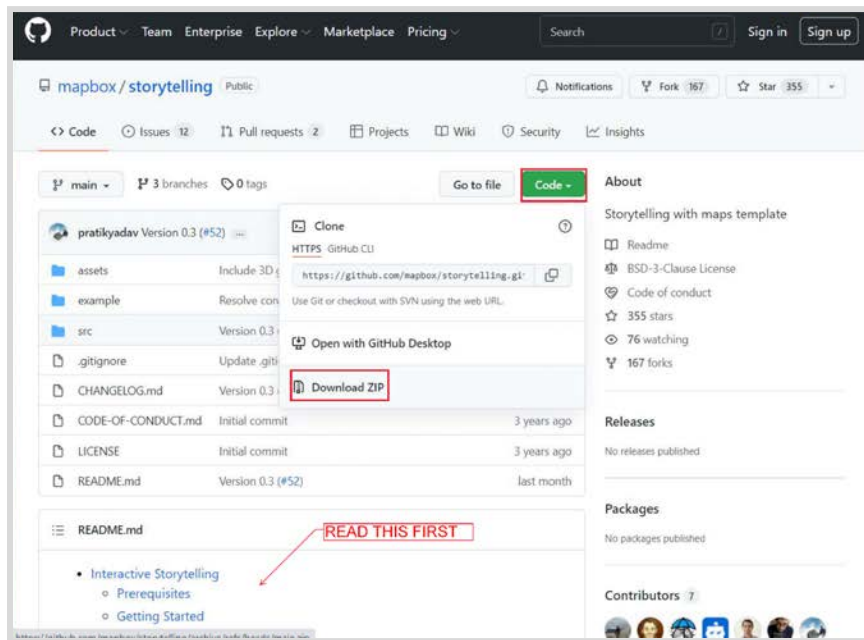 Product Team Enterprise Explore Marketplace Pricing Search / Sign in Sign up
mapbox / storytelling Public Notifications Fork 167 Star 355
Code Issues 12 Pull requests 2 Projects Wiki Security Insights
main 3 branches 0 tags Go to file Code
About
Storytelling with maps template
Readme
BSD-3-Clause License
Code of conduct
355 stars
76 watching
167 forks
Releases
No releases published
Packages
No packages published
Contributors 7
pratikyadav Version 0.3 (#52) ...
assets Include 3D
example Resolve con
src Version 0.3
.gitignore Update .giti
CHANGELOG.md Version 0.3
CODE-OF-CONDUCT.md Initial commit 3 years ago
LICENSE Initial commit 3 years ago
README.md Version 0.3 (#52) last month
Clone
HTTPS GitHub CLI
https://github.com/mapbox/storytelling.gi
Use Git or checkout with SVN using the web URL.
Open with GitHub Desktop
Download ZIP
README.md
READ THIS FIRST
Interactive Storytelling
Prerequisites
Getting Started